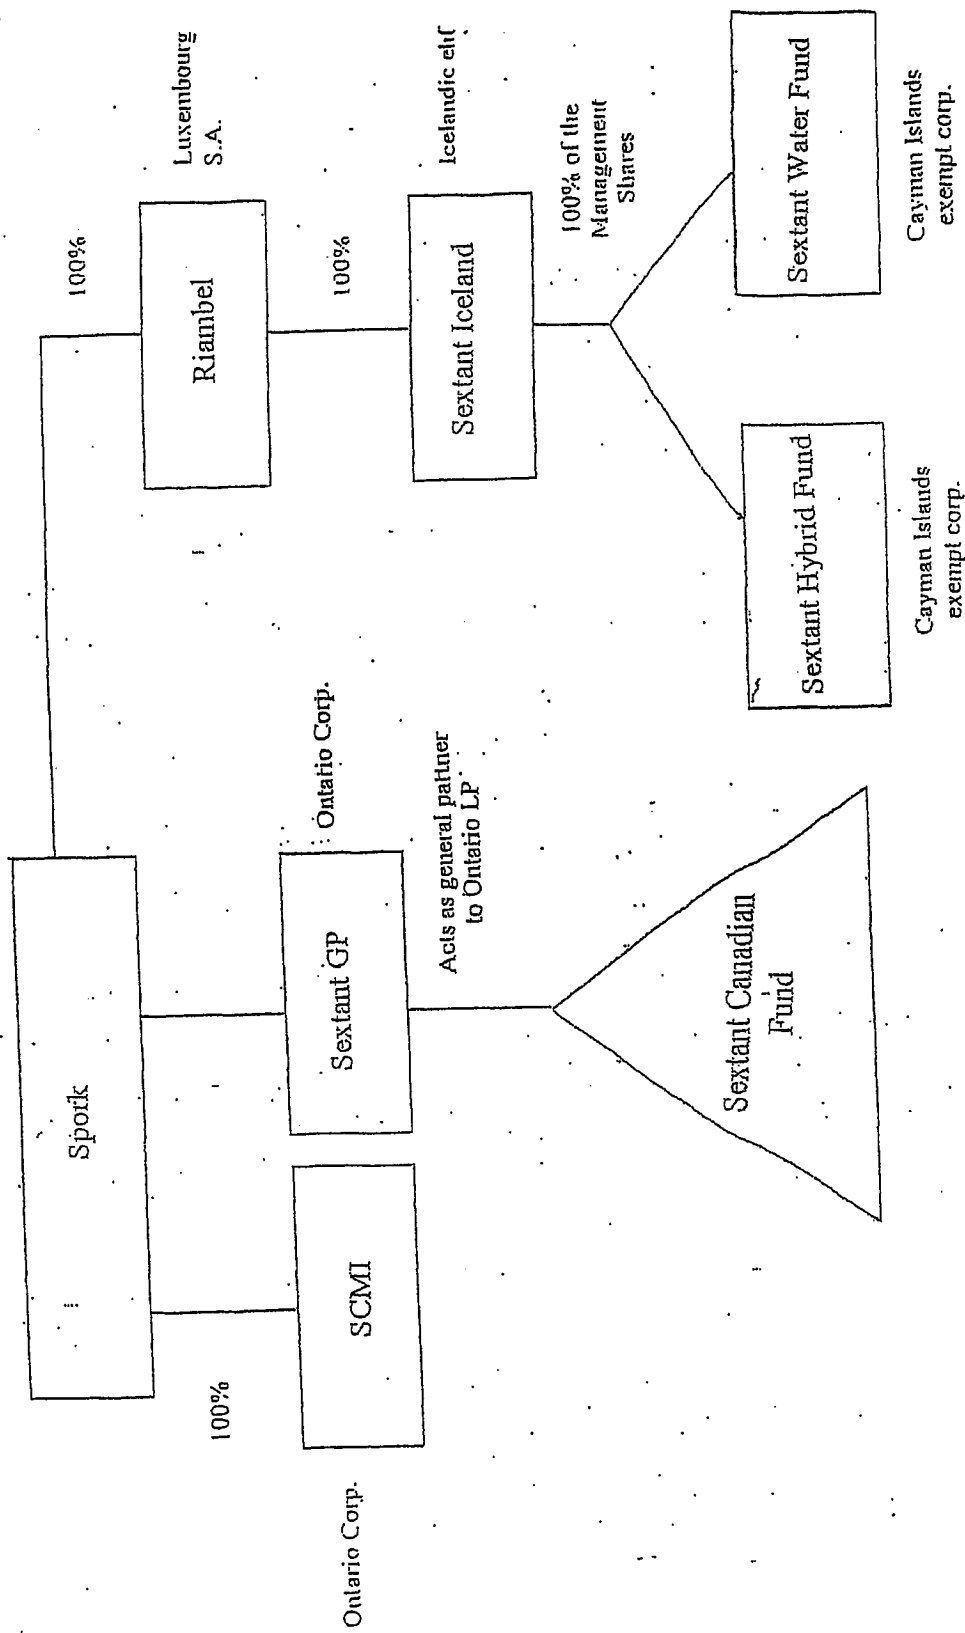 Spork
100%
Luxembourg
S.A.
Riambel
100%
Icelandic ehf
Sextant Iceland
100% of the
Management
Shares
Sextant Hybrid Fund
Cayman Islands
exempt corp.
Sextant Water Fund
Cayman Islands
exempt corp.
100%
Ontario Corp.
SCMI
Ontario Corp.
Sextant GP
Acts as general partner
to Ontario LP
Sextant Canadian
Fund